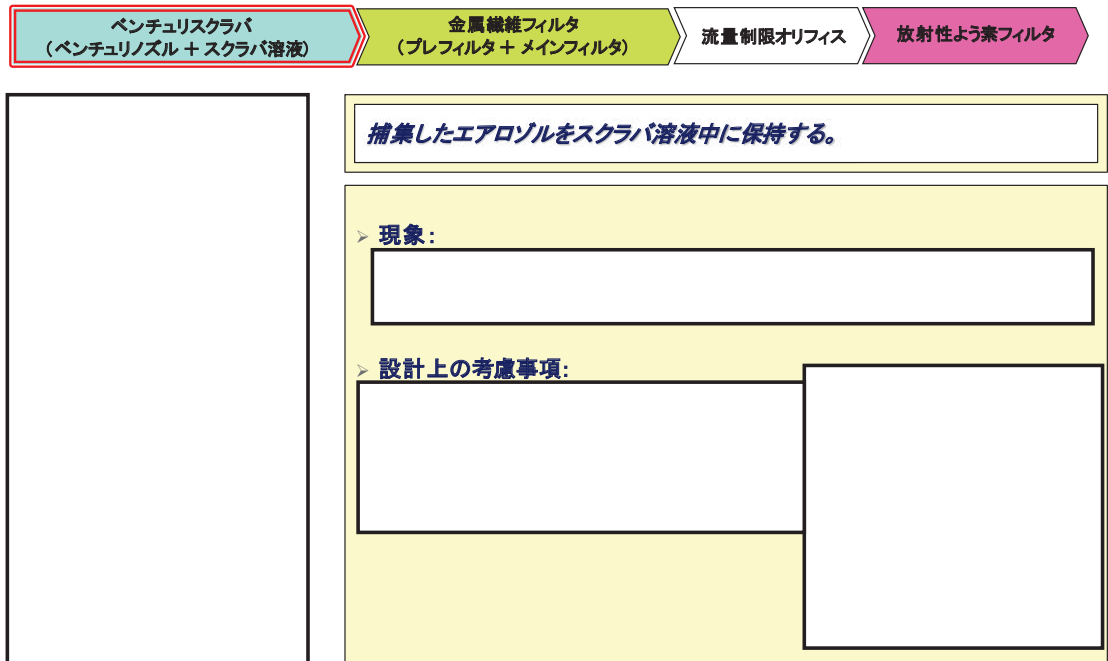 ベンチュリスクラバ
(ベンチュリノズル + スクラバ溶液)
金属繊維フィルタ
(プレフィルタ + メインフィルタ)
流量制限オリフィス
放射性よう素フィルタ
捕集したエアロゾルをスクラバ溶液中に保持する。
➢ 現象:
➢ 設計上の考慮事項: